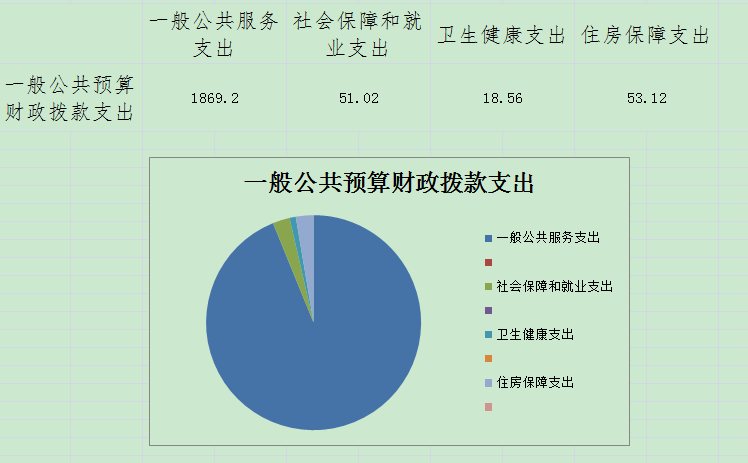 一般公共服务
支出
社会保障和就
业支出
卫生健康支出
住房保障支出
一般公共预算
财政拨款支出
1869.2
51.02
18.56
53.12
一般公共预算财政拨款支出
一般公共服务支出
社会保障和就业支出
卫生健康支出
住房保障支出